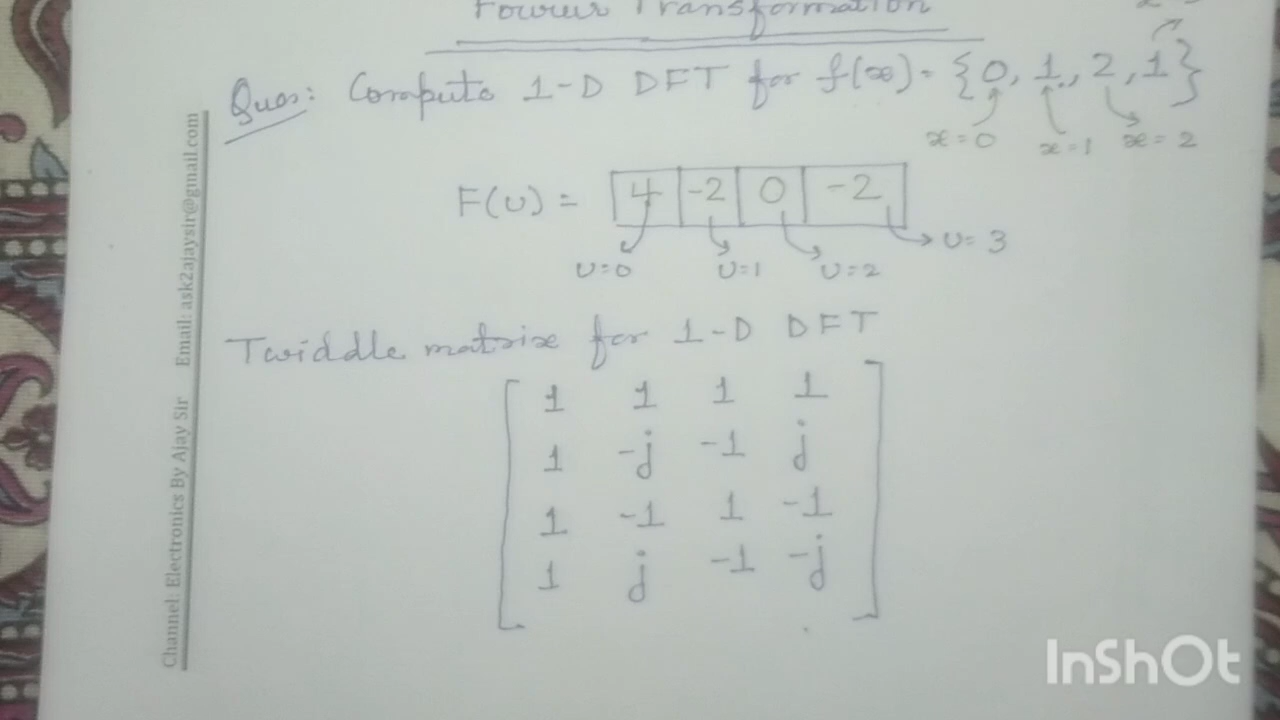 Fourier Transformation
Ques: Compute 1-D DFT for f(x) = {0, 1, 2, 1}
x=0 x=1 x=2
F(u) = 4 -2 0 -2
u=0 u=1 u=2 u=3
Twiddle matrix for 1-D DFT
1 1 1 1
1 -j -1 j
1 -1 1 -1
1 j -1 -j
Channel: Electronics By Ajay Sir Email: ask2ajaysir@gmail.com
InShOt